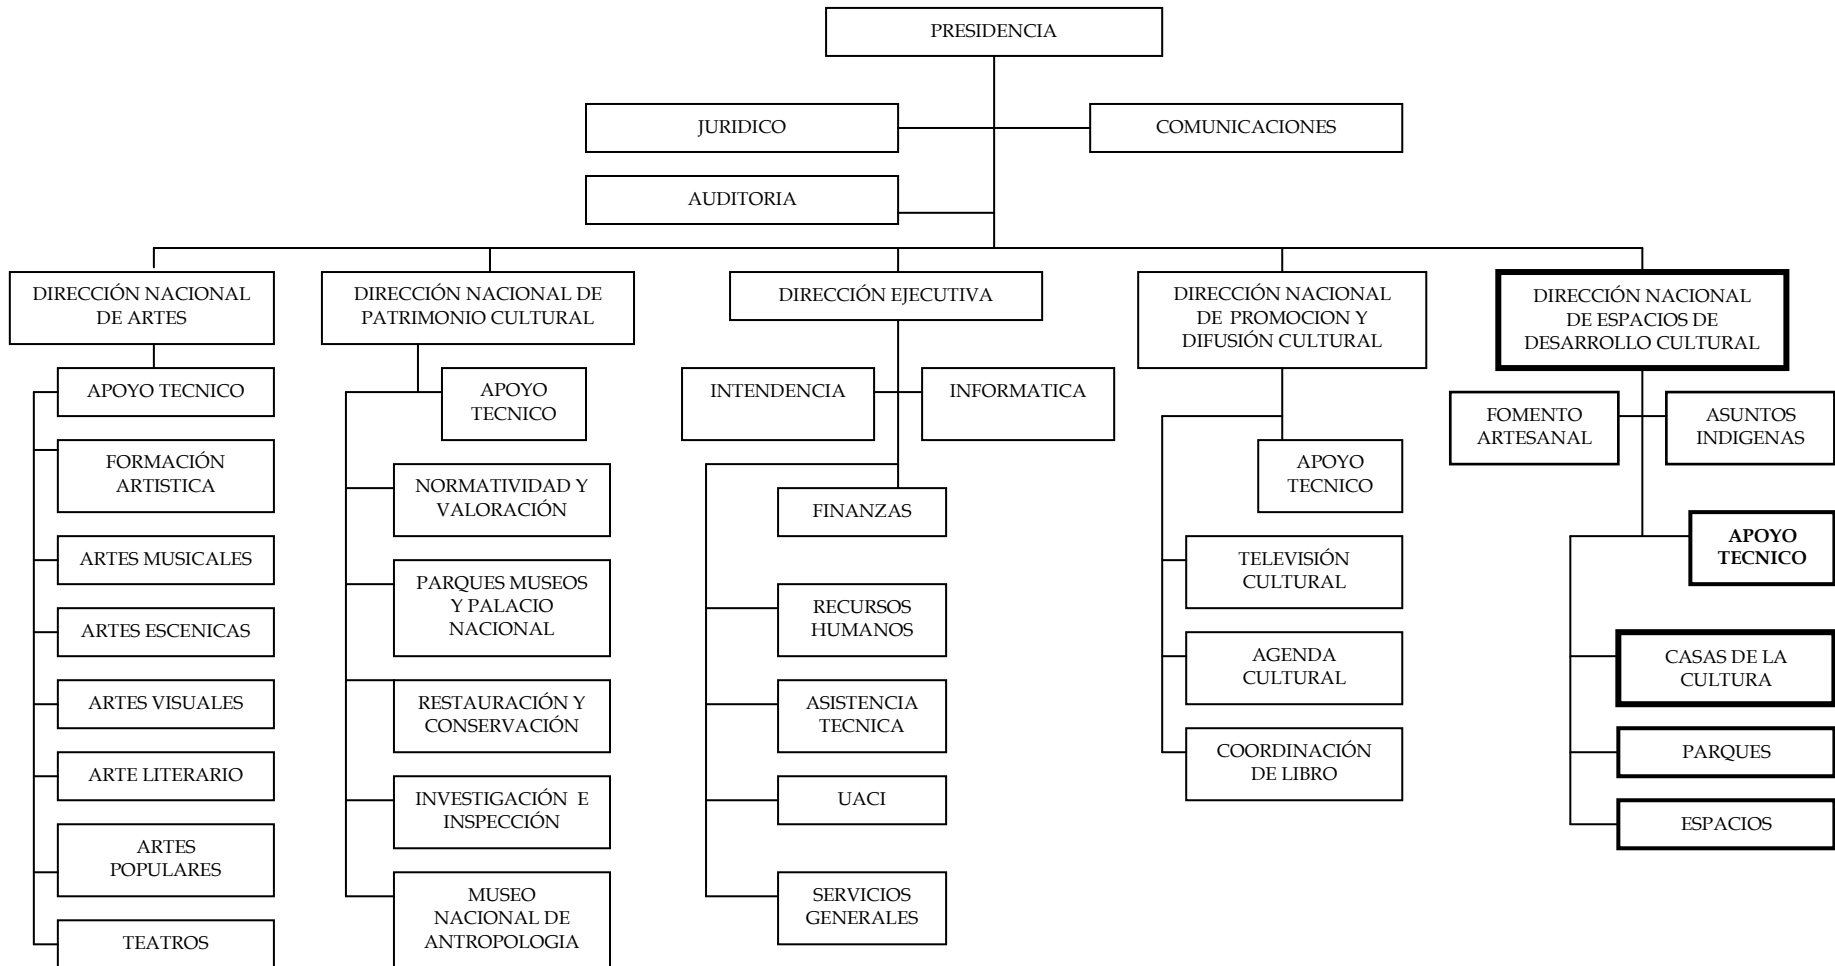 PRESIDENCIA
JURIDICO
COMUNICACIONES
AUDITORIA
DIRECCIÓN NACIONAL
DE ARTES
APOYO TECNICO
FORMACIÓN
ARTISTICA
ARTES MUSICALES
ARTES ESCENICAS
ARTES VISUALES
ARTE LITERARIO
ARTES
POPULARES
TEATROS
DIRECCIÓN NACIONAL DE
PATRIMONIO CULTURAL
APOYO
TECNICO
NORMATIVIDAD Y
VALORACIÓN
PARQUES MUSEOS
Y PALACIO
NACIONAL
RESTAURACIÓN Y
CONSERVACIÓN
INVESTIGACIÓN E
INSPECCIÓN
MUSEO
NACIONAL DE
ANTROPOLOGIA
DIRECCIÓN EJECUTIVA
INTENDENCIA
INFORMATICA
FINANZAS
RECURSOS
HUMANOS
ASISTENCIA
TECNICA
UACI
SERVICIOS
GENERALES
DIRECCIÓN NACIONAL
DE PROMOCION Y
DIFUSIÓN CULTURAL
APOYO
TECNICO
TELEVISIÓN
CULTURAL
AGENDA
CULTURAL
COORDINACIÓN
DE LIBRO
DIRECCIÓN NACIONAL
DE ESPACIOS DE
DESARROLLO CULTURAL
FOMENTO
ARTESANAL
ASUNTOS
INDIGENAS
APOYO
TECNICO
CASAS DE LA
CULTURA
PARQUES
ESPACIOS